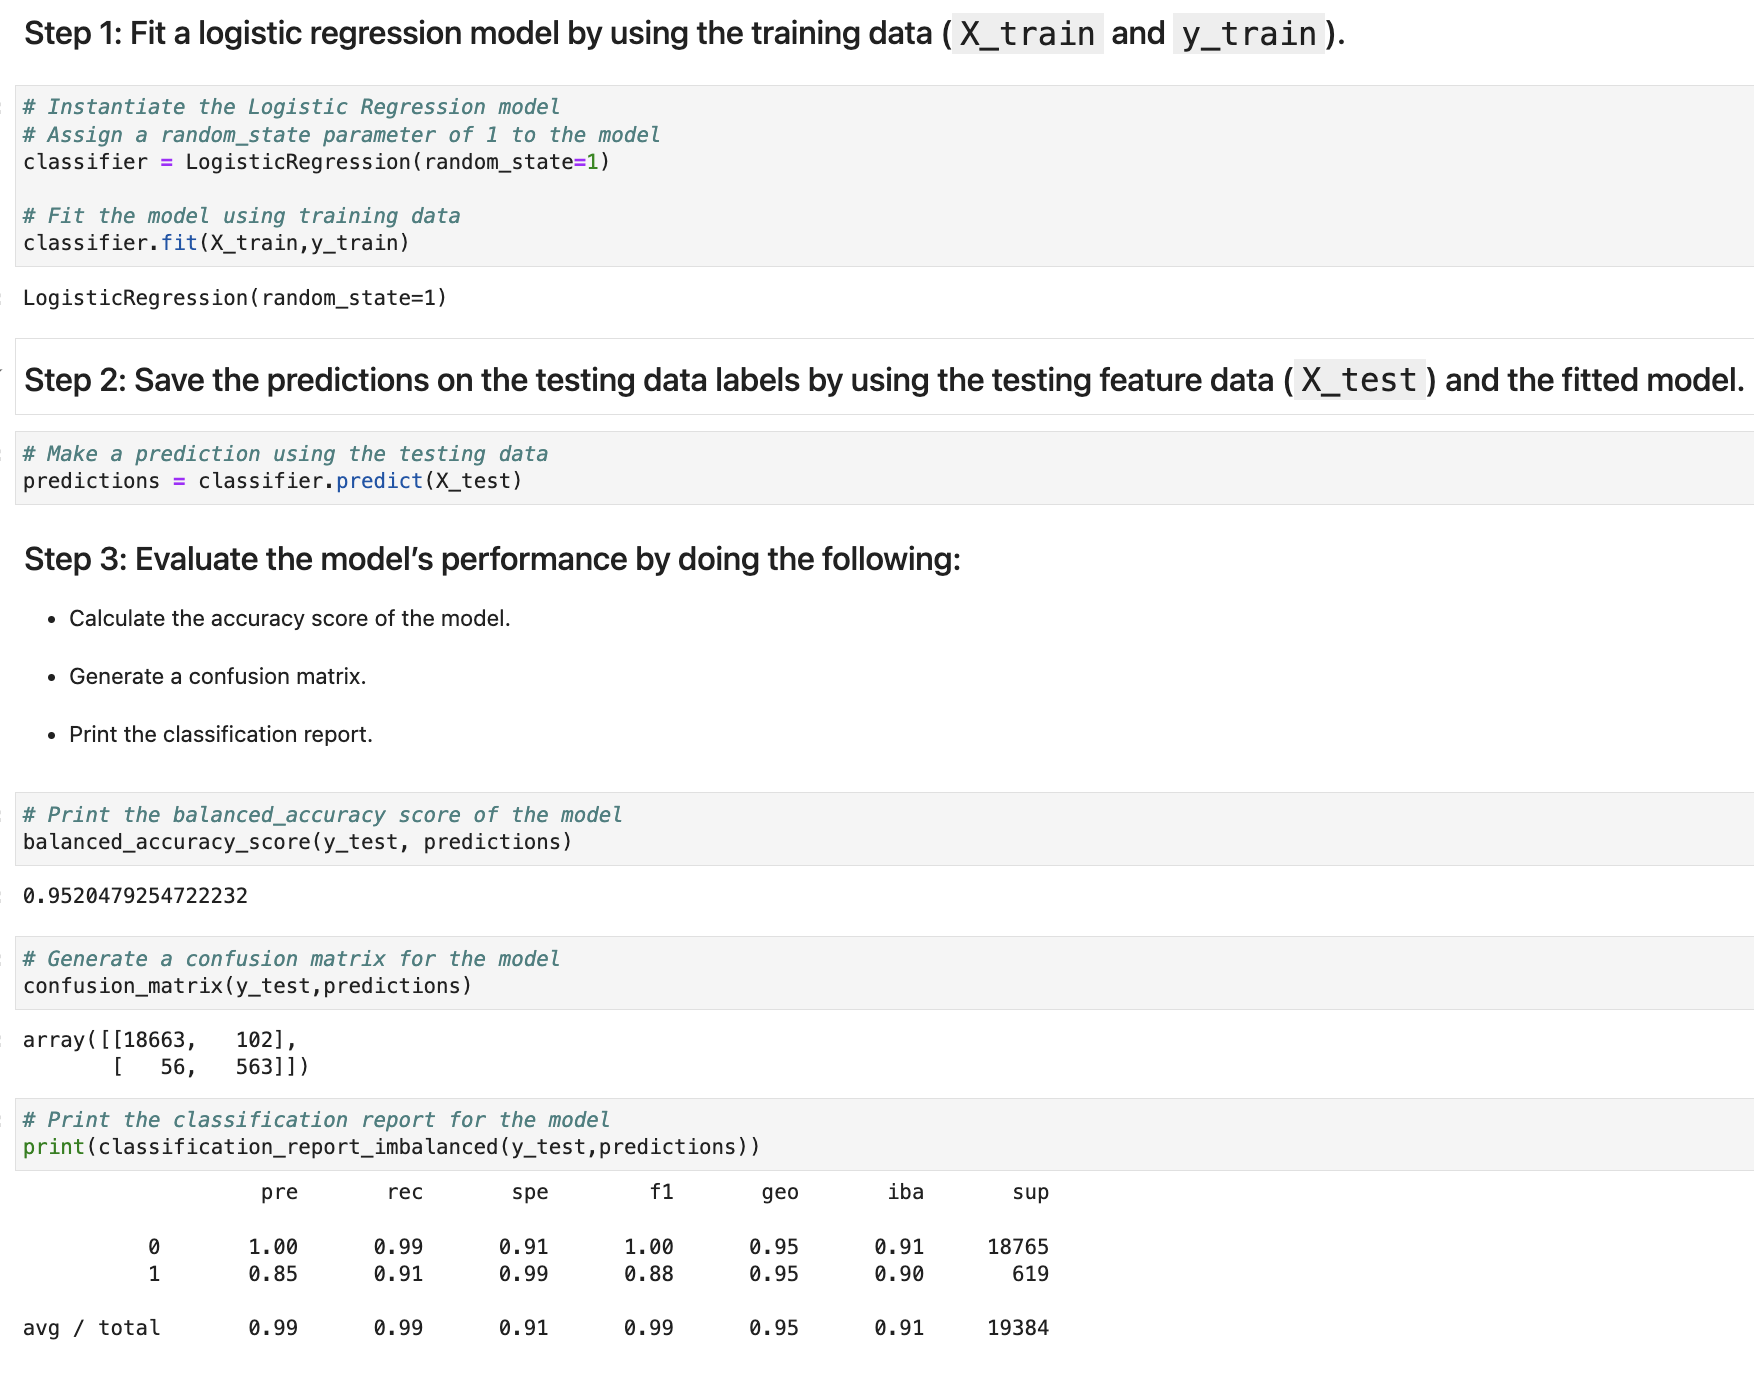 Step 1: Fit a logistic regression model by using the training data (X_train and y_train).
# Instantiate the Logistic Regression model
# Assign a random_state parameter of 1 to the model
classifier = LogisticRegression(random_state=1)
# Fit the model using training data
classifier.fit(X_train,y_train)
LogisticRegression(random_state=1)
Step 2: Save the predictions on the testing data labels by using the testing feature data (X_test) and the fitted model.
# Make a prediction using the testing data
predictions = classifier.predict(X_test)
Step 3: Evaluate the model’s performance by doing the following:
• Calculate the accuracy score of the model.
• Generate a confusion matrix.
• Print the classification report.
# Print the balanced_accuracy score of the model
balanced_accuracy_score(y_test, predictions)
0.9520479254722232
# Generate a confusion matrix for the model
confusion_matrix(y_test,predictions)
array([[18663,   102],
       [   56,   563]])
# Print the classification report for the model
print(classification_report_imbalanced(y_test,predictions))
                   pre       rec       spe        f1       geo       iba       sup
          0       1.00      0.99      0.91      1.00      0.95      0.91     18765
          1       0.85      0.91      0.99      0.88      0.95      0.90       619
avg / total       0.99      0.99      0.91      0.99      0.95      0.91     19384